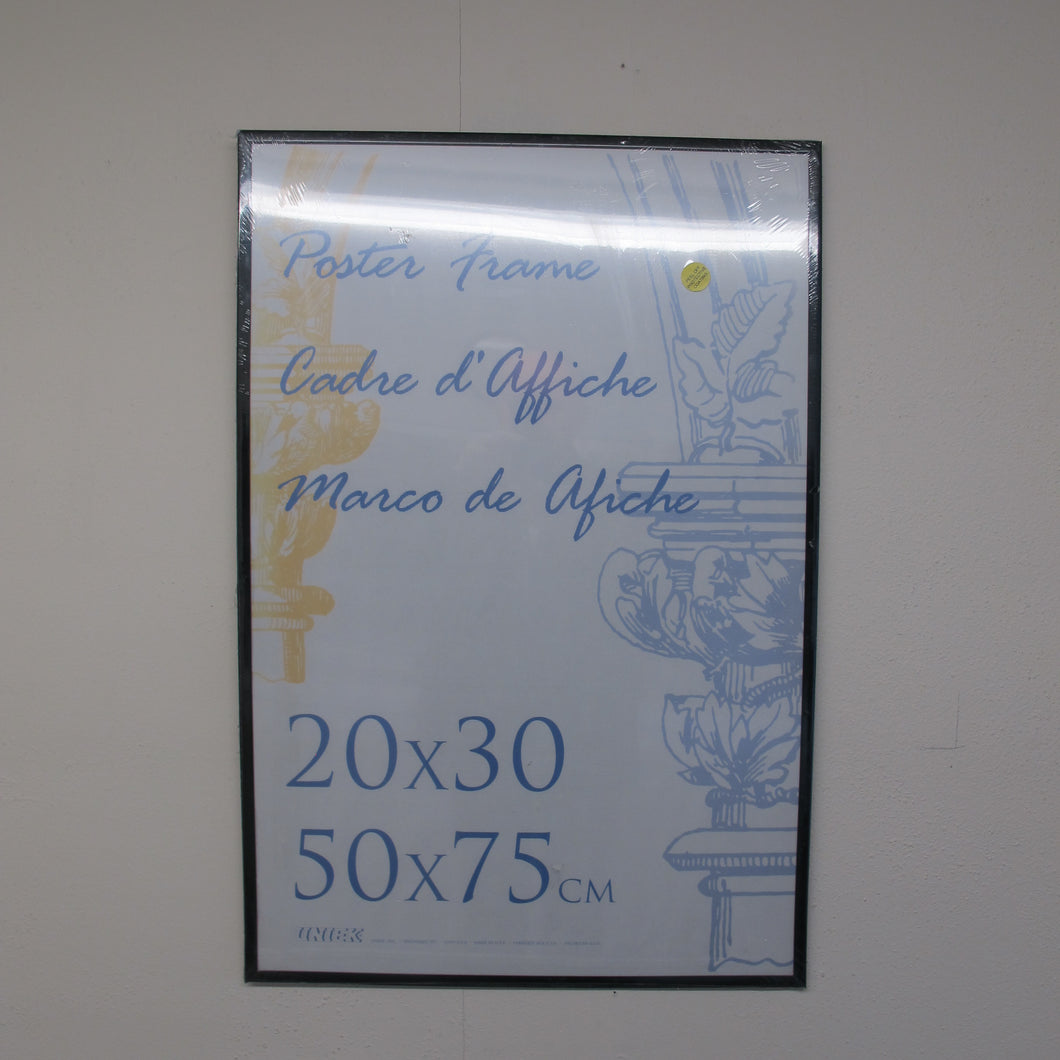 Poster Frame
Cadre d'Affiche
Marco de Afiche
20x30
50x75CM
UNIEK